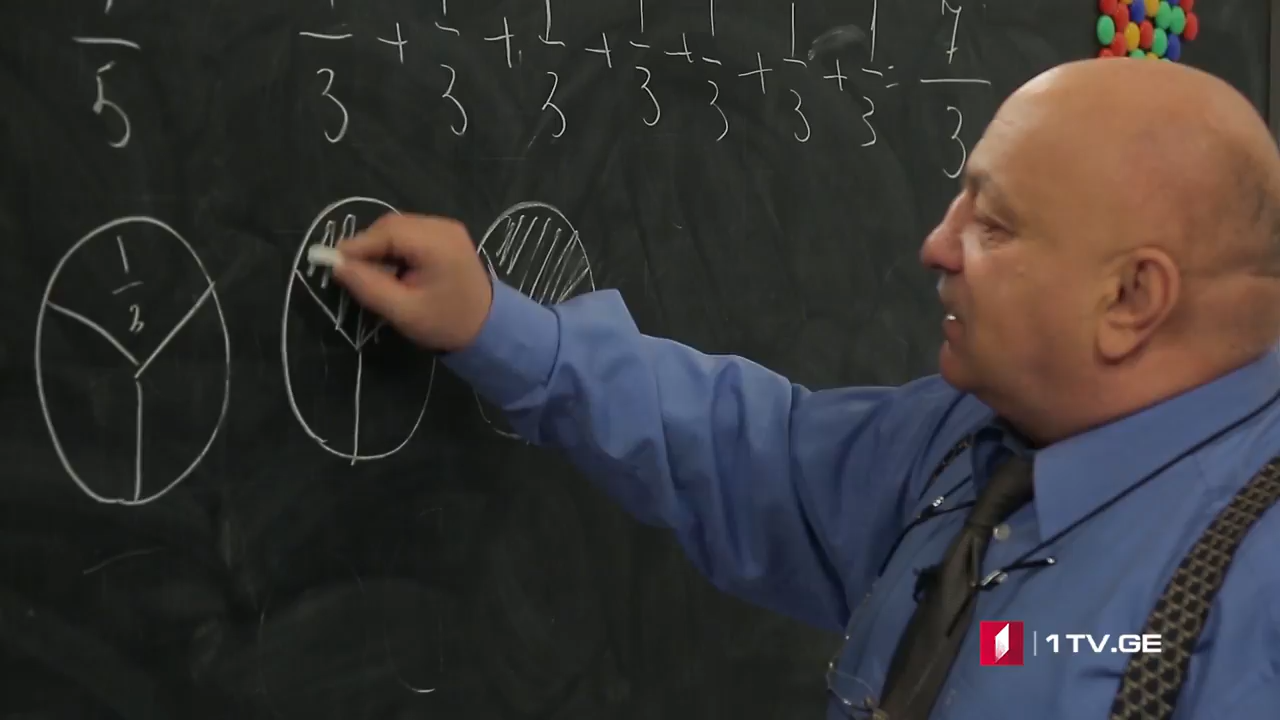 1/5 1/3 + 1/3 + 1/3 + 1/3 + 1/3 + 1/3 + 1/3 = 7/3
1/3
1TV.GE